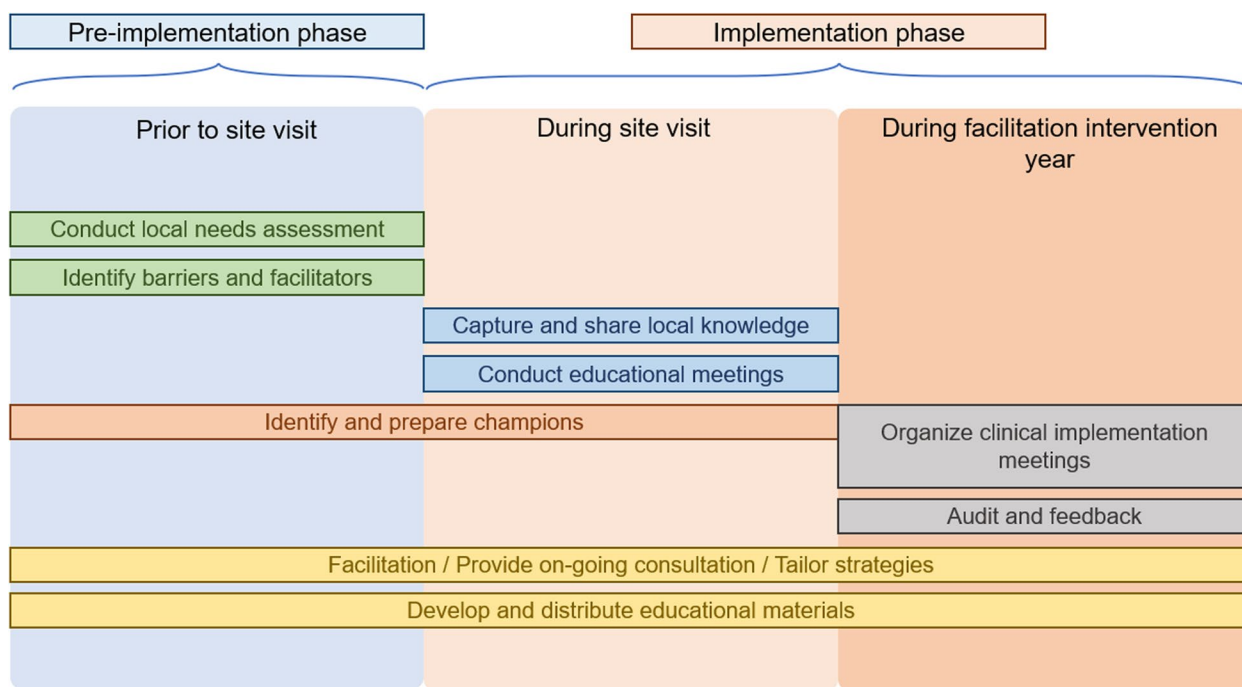 Pre-implementation phase
Implementation phase
Prior to site visit
During site visit
During facilitation intervention
year
Conduct local needs assessment
Identify barriers and facilitators
Capture and share local knowledge
Conduct educational meetings
Identify and prepare champions
Organize clinical implementation
meetings
Audit and feedback
Facilitation / Provide on-going consultation / Tailor strategies
Develop and distribute educational materials